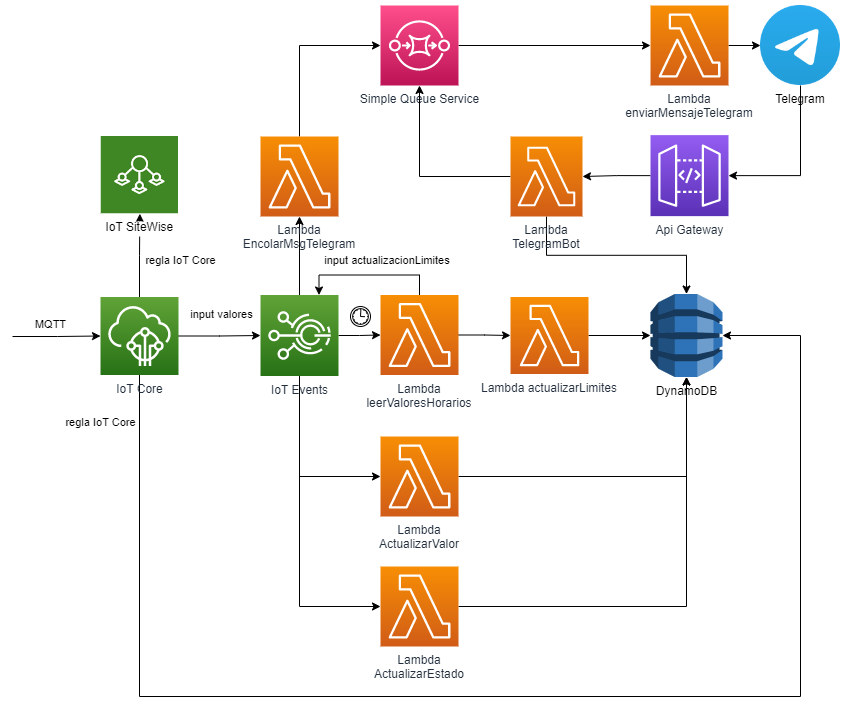 Simple Queue Service
Lambda
enviarMensajeTelegram
Telegram
IoT SiteWise
Lambda
EncolarMsgTelegram
Lambda
TelegramBot
</>
Api Gateway
regla IoT Core
input actualizacionLimites
MQTT
input valores
IoT Core
IoT Events
Lambda
leerValoresHorarios
Lambda actualizarLimites
DynamoDB
regla IoT Core
Lambda
ActualizarValor
Lambda
ActualizarEstado